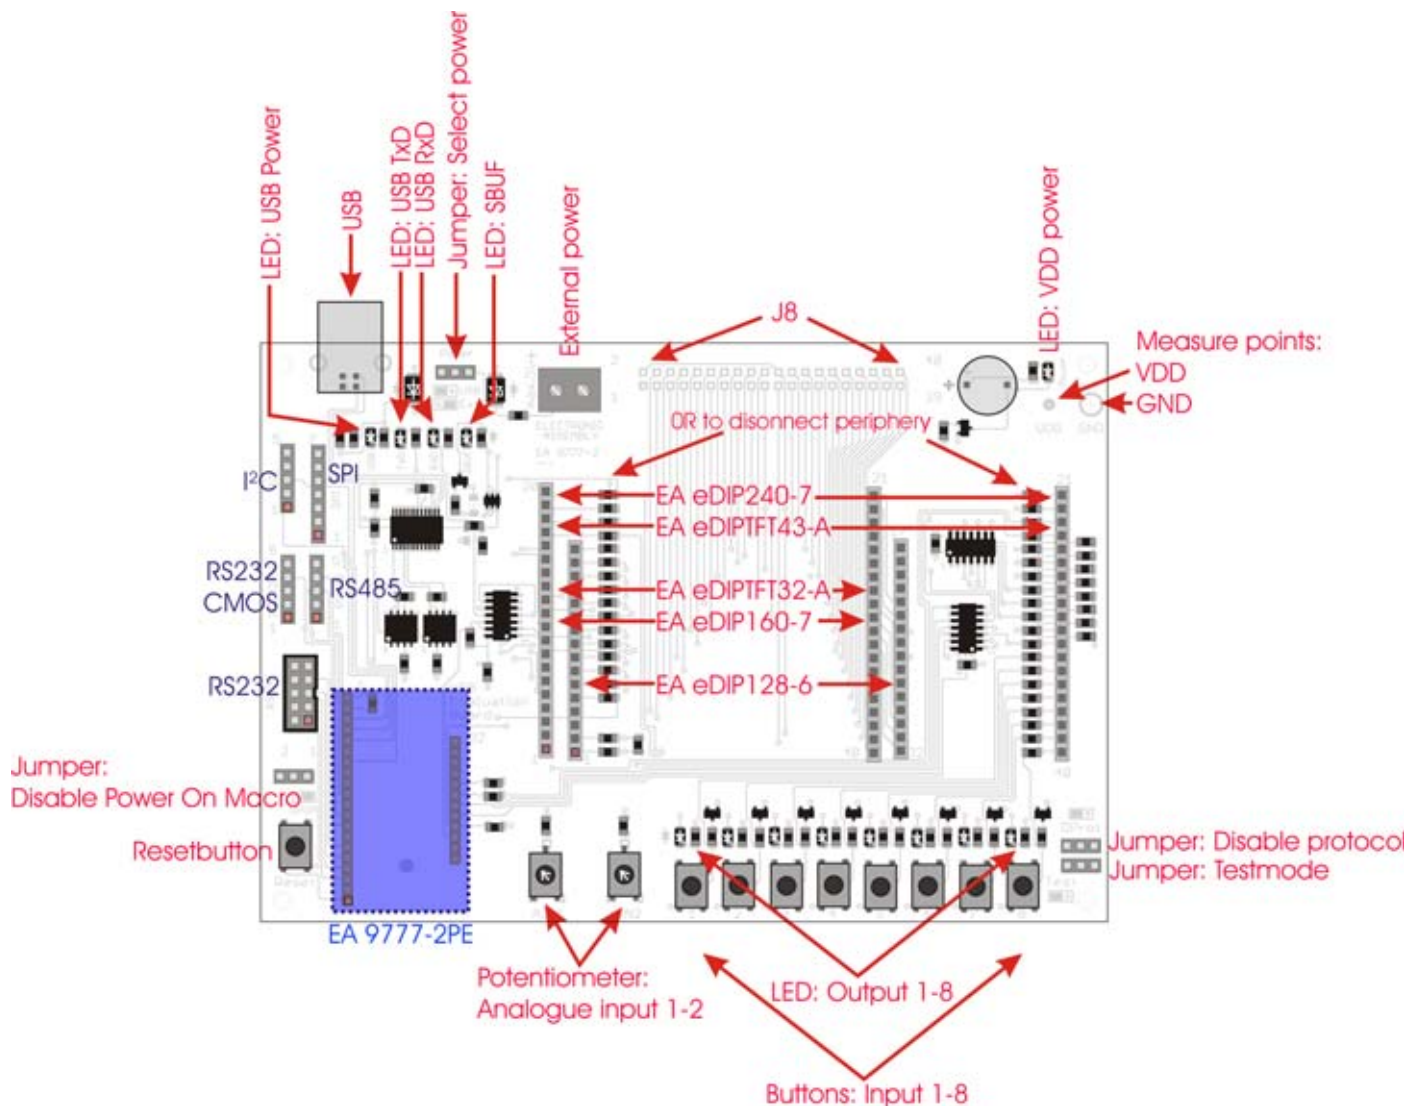 LED: USB Power
USB
LED: USB TxD
LED: USB RxD
Jumper: Select power
LED: SBUF
External power
J8
LED: VDD power
Measure points:
VDD
GND
0R to disonnect periphery
I²C
SPI
EA eDIP240-7
EA eDIPTFT43-A
RS232
CMOS
RS485
EA eDIPTFT32-A
EA eDIP160-7
RS232
EA eDIP128-6
Jumper:
Disable Power On Macro
Resetbutton
Jumper: Disable protocol
Jumper: Testmode
EA 9777-2PE
Potentiometer:
Analogue input 1-2
LED: Output 1-8
Buttons: Input 1-8